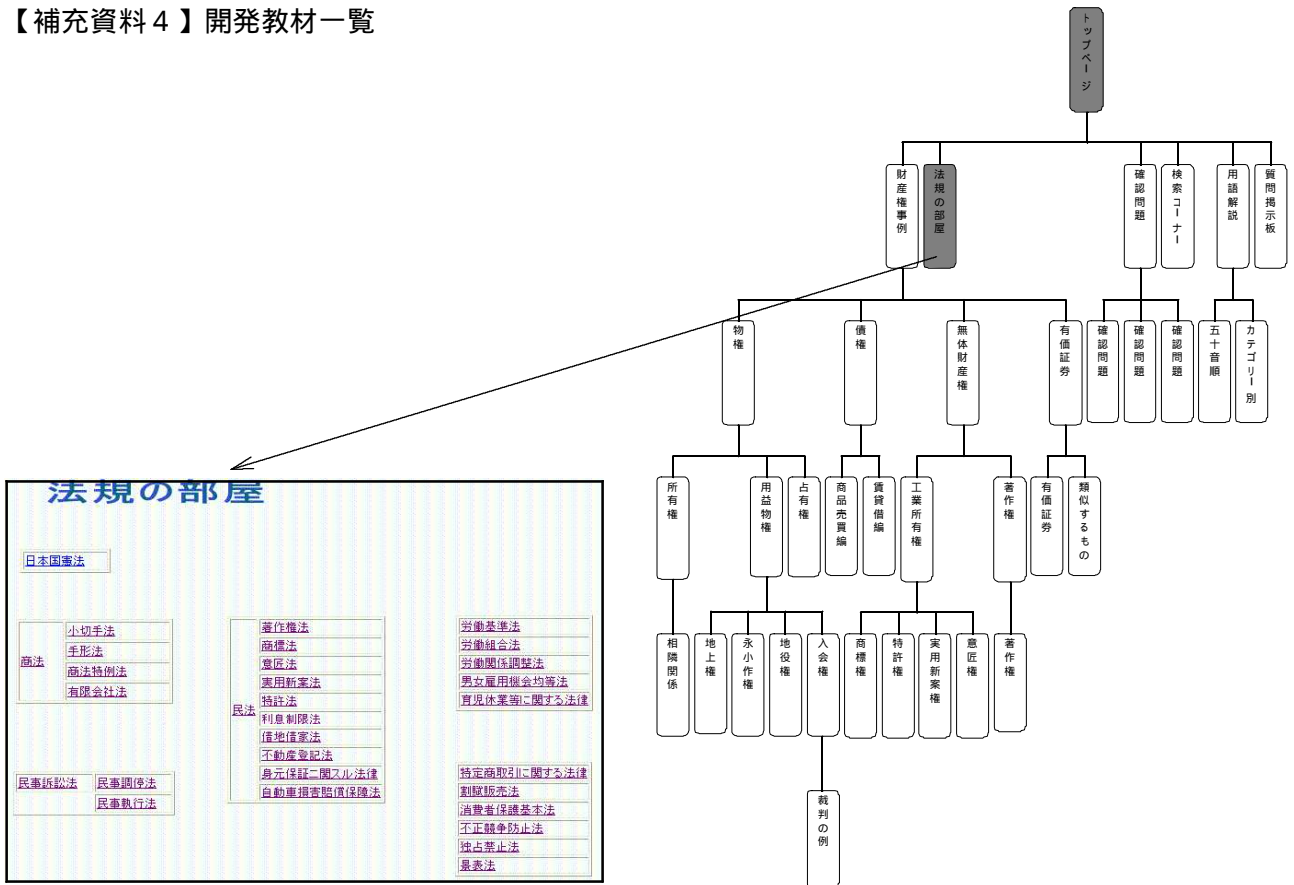 【補充資料４】開発教材一覧
トップページ
財産権事例
法規の部屋
確認問題
検索コーナー
用語解説
質問掲示板
物権
債権
無体財産権
有価証券
確認問題
確認問題
確認問題
五十音順
カテゴリー別
所有権
用益物権
占有権
商品売買編
賃貸借編
工業所有権
著作権
有価証券
類似するもの
相隣関係
地上権
永小作権
地役権
入会権
商標権
特許権
実用新案権
意匠権
著作権
裁判の例
法規の部屋
日本国憲法
商法
小切手法
手形法
商法特例法
有限会社法
民事訴訟法
民事調停法
民事執行法
民法
著作権法
商標法
意匠法
実用新案法
特許法
利息制限法
借地借家法
不動産登記法
身元保証ニ関スル法律
自動車損害賠償保障法
労働基準法
労働組合法
労働関係調整法
男女雇用機会均等法
育児休業等に関する法律
特定商取引に関する法律
割賦販売法
消費者保護基本法
不正競争防止法
独占禁止法
景表法